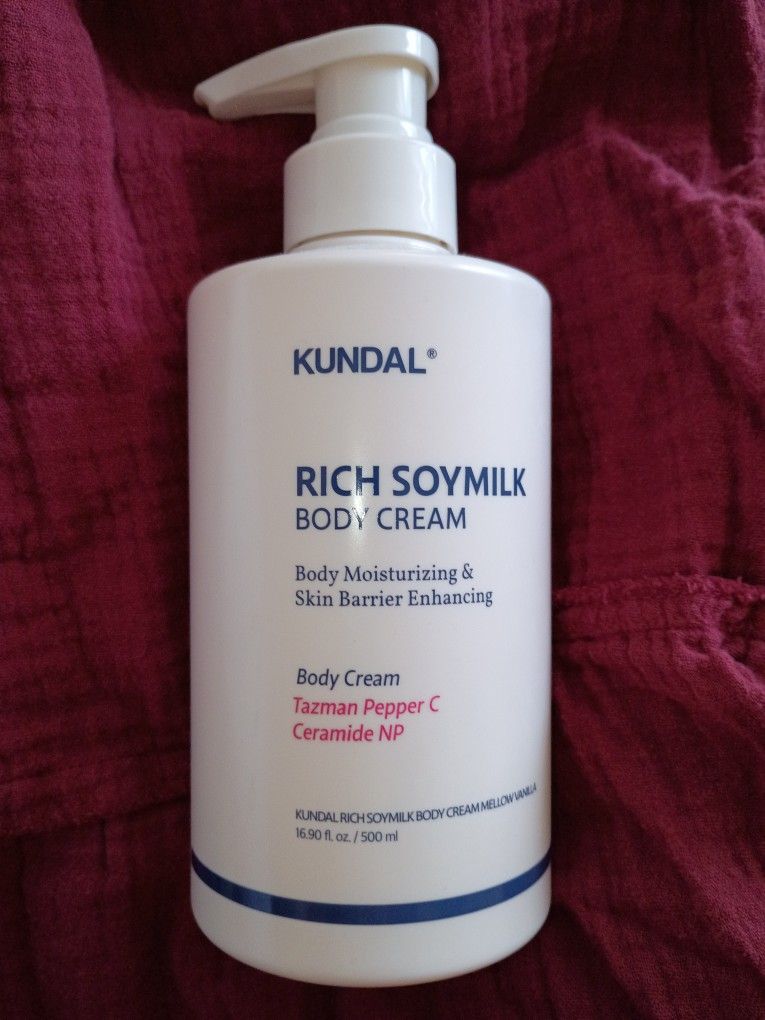 KUNDAL®
RICH SOYMILK
BODY CREAM
Body Moisturizing &
Skin Barrier Enhancing
Body Cream
Tazman Pepper C
Ceramide NP
KUNDAL RICH SOYMILK BODY CREAM MELLOW VANILLA
16.90 fl. oz. / 500 ml